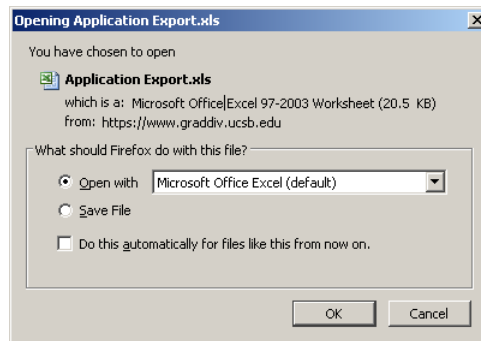 Opening Application Export.xls
You have chosen to open
Application Export.xls
which is a: Microsoft Office Excel 97-2003 Worksheet (20.5 KB)
from: https://www.graddiv.ucsb.edu
What should Firefox do with this file?
Open with Microsoft Office Excel (default)
Save File
Do this automatically for files like this from now on.
OK Cancel